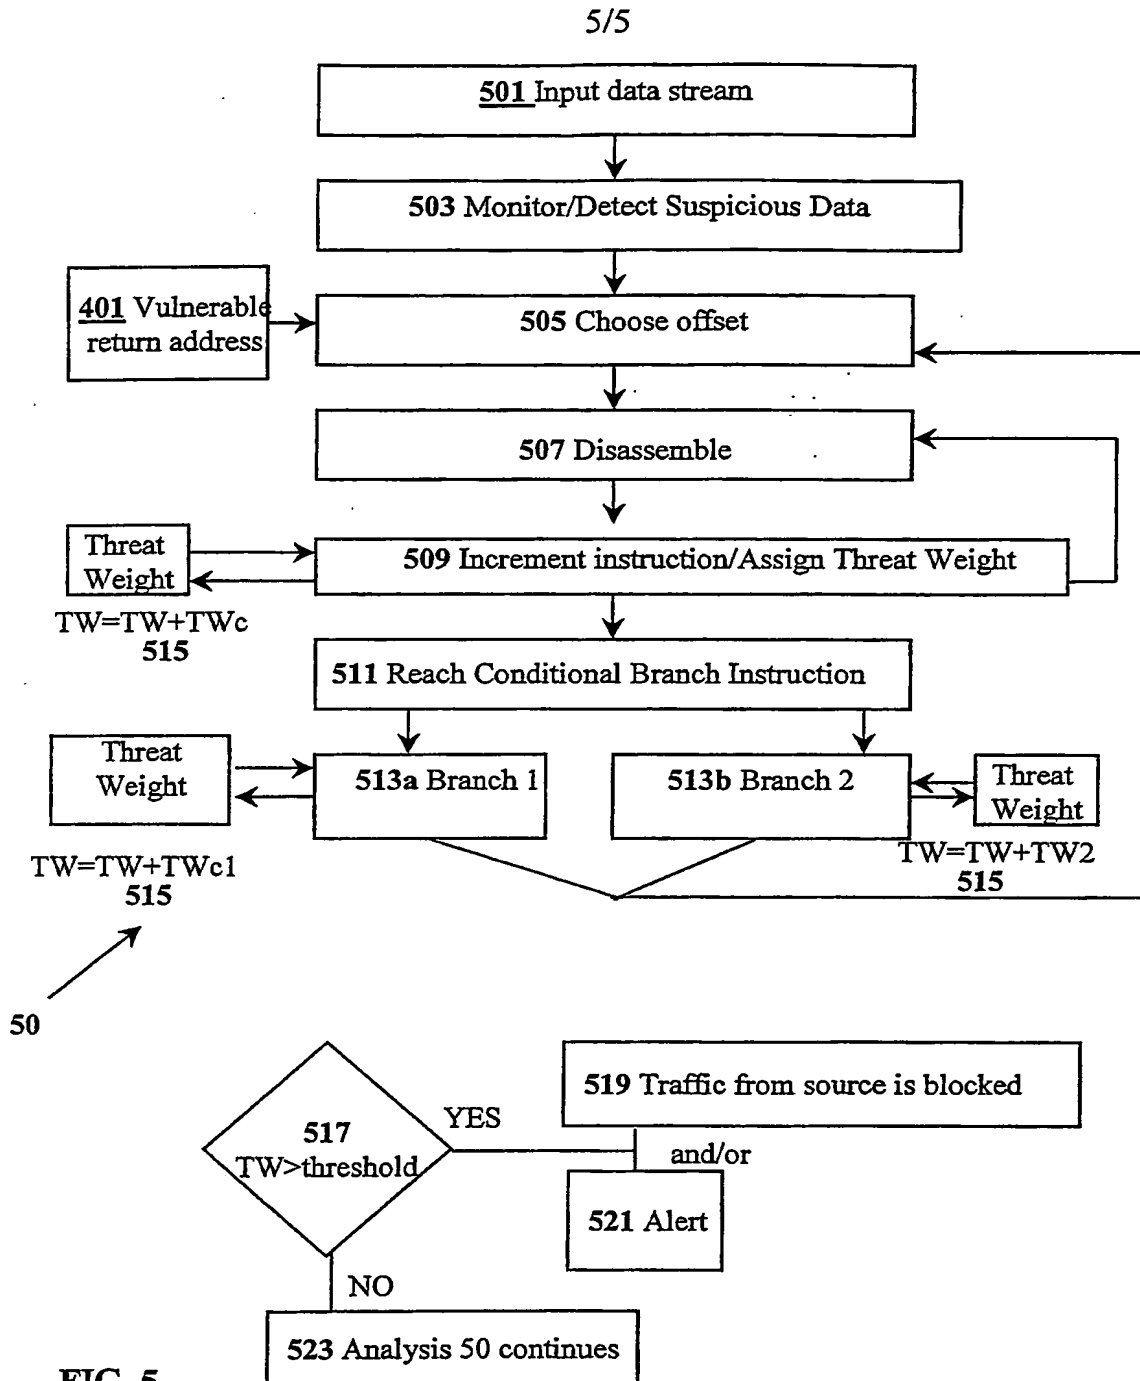 5/5
501 Input data stream
503 Monitor/Detect Suspicious Data
401 Vulnerable
return address
505 Choose offset
507 Disassemble
Threat
Weight
TW=TW+TWc
515
509 Increment instruction/Assign Threat Weight
511 Reach Conditional Branch Instruction
Threat
Weight
TW=TW+TWc1
515
513a Branch 1
513b Branch 2
Threat
Weight
TW=TW+TW2
515
50
517
TW>threshold
YES
519 Traffic from source is blocked
and/or
521 Alert
NO
523 Analysis 50 continues
FIG. 5